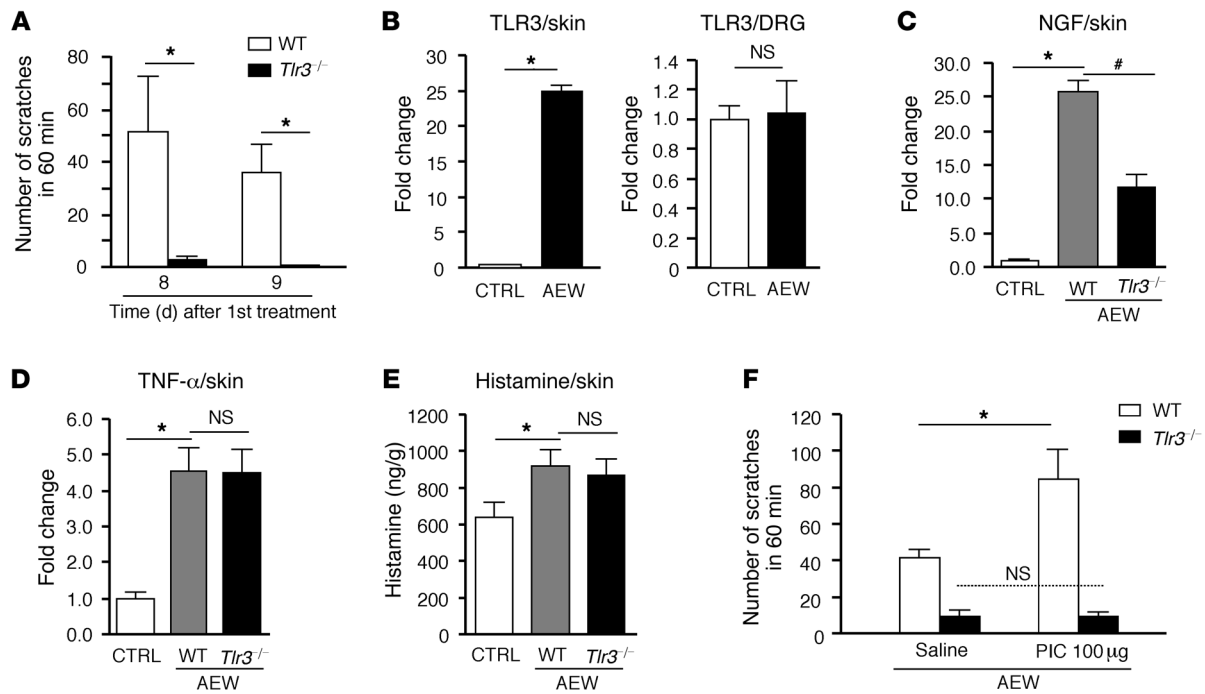 A
WT
Tlr3–/–
Number of scratches
in 60 min
80
60
40
20
0
*
*
8
9
Time (d) after 1st treatment
B
TLR3/skin
Fold change
30
25
20
15
10
5
0
*
CTRL
AEW
TLR3/DRG
Fold change
1.4
1.2
1.0
0.8
0.6
0.4
0.2
0
NS
CTRL
AEW
C
NGF/skin
Fold change
30.0
25.0
20.0
15.0
10.0
5.0
0.0
*
#
CTRL
WT
Tlr3–/–
AEW
D
TNF-α/skin
Fold change
6.0
5.0
4.0
3.0
2.0
1.0
0.0
*
NS
CTRL
WT
Tlr3–/–
AEW
E
Histamine/skin
Histamine (ng/g)
1200
1000
800
600
400
200
0
*
NS
CTRL
WT
Tlr3–/–
AEW
F
WT
Tlr3–/–
Number of scratches
in 60 min
120
100
80
60
40
20
0
*
NS
Saline
PIC 100 µg
AEW